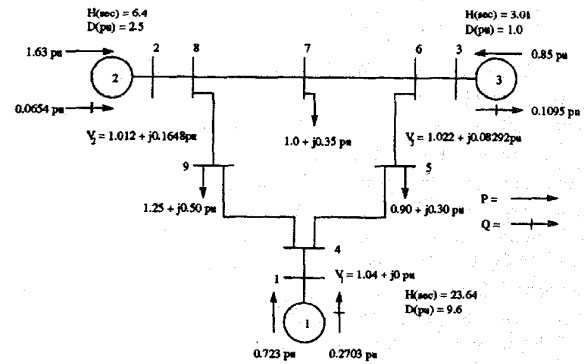 H(sec) = 6.4
D(pu) = 2.5
H(sec) = 3.01
D(pu) = 1.0
1.63 pu
2
8
7
6
3
0.85 pu
2
3
0.0654 pu
0.1095 pu
V2 = 1.012 + j0.1648pu
1.0 + j0.35 pu
V3 = 1.022 + j0.08292pu
9
5
1.25 + j0.50 pu
0.90 + j0.30 pu
P =
Q =
4
1
V1 = 1.04 + j0 pu
H(sec) = 23.64
D(pu) = 9.6
1
0.723 pu
0.2703 pu